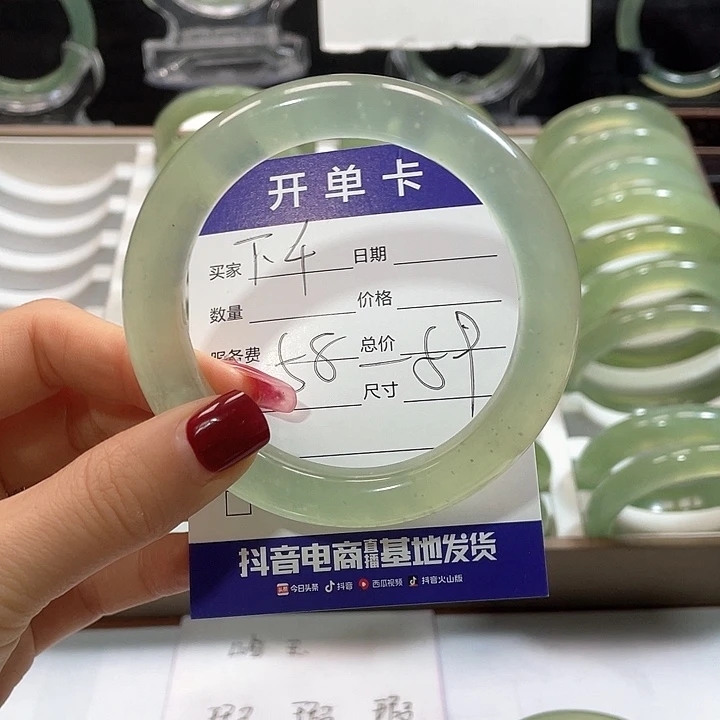 开单卡
买家 下午 日期
数量 价格
服务费 58—59 总价
尺寸
抖音电商直播基地发货
今日头条 抖音 西瓜视频 抖音火山版